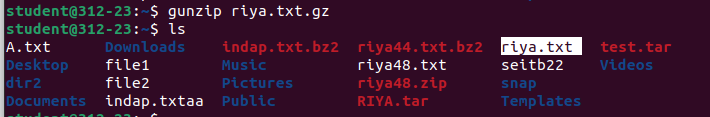 student@312-23:~$ gunzip riya.txt.gz
student@312-23:~$ ls
A.txt Downloads indap.txt.bz2 riya44.txt.bz2 riya.txt test.tar
Desktop file1 Music riya48.txt seitb22 Videos
dir2 file2 Pictures riya48.zip snap
Documents indap.txtaa Public RIYA.tar Templates
student@312-23:~$